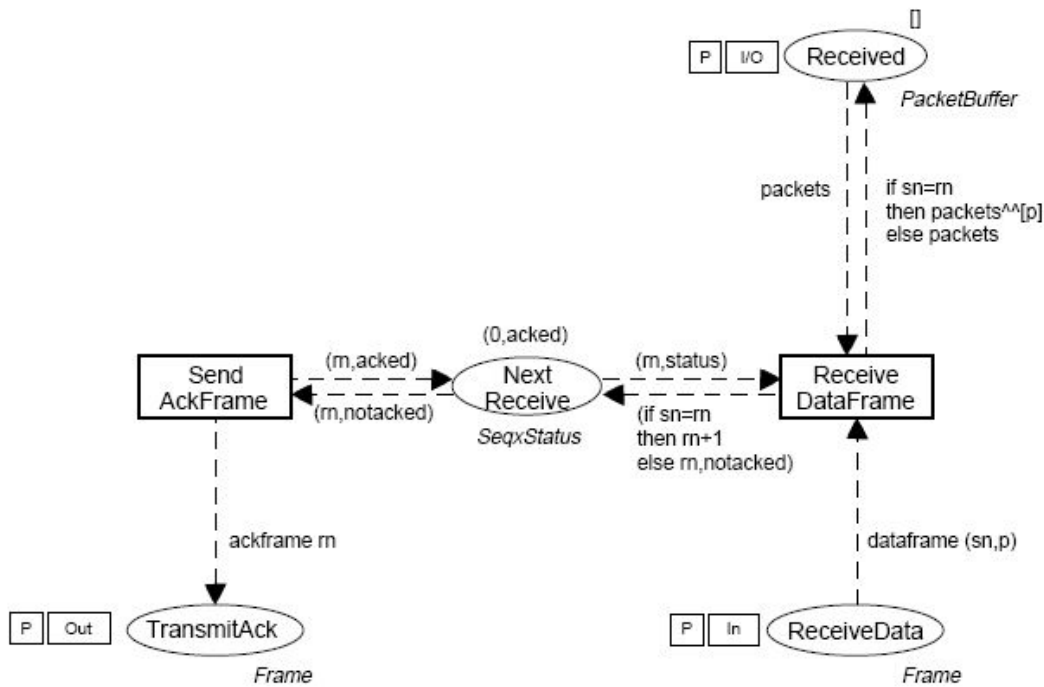 []
P I/O Received
PacketBuffer
packets
if sn=rn
then packets^^[p]
else packets
(0,acked)
Send
AckFrame
(rn,acked)
(rn,notacked)
Next
Receive
SeqxStatus
(rn,status)
(if sn=rn
then rn+1
else rn,notacked)
Receive
DataFrame
ackframe rn
dataframe (sn,p)
P Out TransmitAck
Frame
P In ReceiveData
Frame